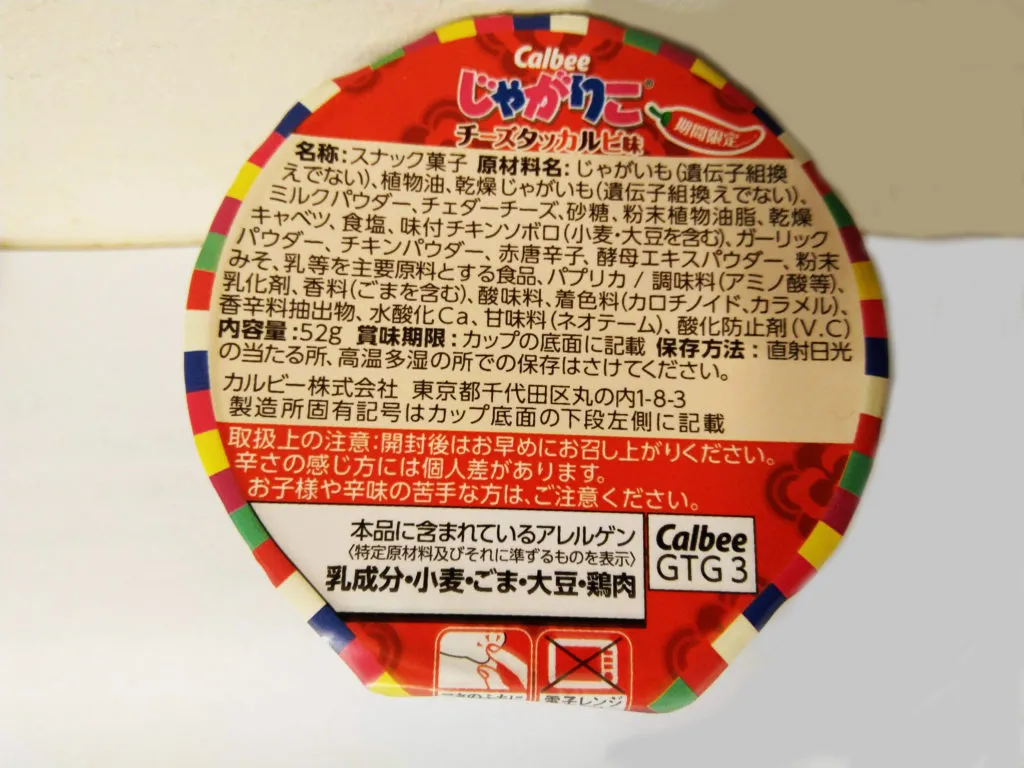 Calbee
じゃがりこ®
チーズタッカルビ味
期間限定
名称:スナック菓子 原材料名:じゃがいも(遺伝子組換
えでない)、植物油、乾燥じゃがいも(遺伝子組換えでない)、
ミルクパウダー、チェダーチーズ、砂糖、粉末植物油脂、乾燥
キャベツ、食塩、味付チキンソボロ(小麦・大豆を含む)、ガーリック
パウダー、チキンパウダー、赤唐辛子、酵母エキスパウダー、粉末
みそ、乳等を主要原料とする食品、パプリカ / 調味料(アミノ酸等)、
乳化剤、香料(ごまを含む)、酸味料、着色料(カロチノイド、カラメル)、
香辛料抽出物、水酸化Ca、甘味料(ネオテーム)、酸化防止剤(V.C)
内容量:52g 賞味期限:カップの底面に記載 保存方法:直射日光
の当たる所、高温多湿の所での保存はさけてください。
カルビー株式会社 東京都千代田区丸の内1-8-3
製造所固有記号はカップ底面の下段左側に記載
取扱上の注意:開封後はお早めにお召し上がりください。
辛さの感じ方には個人差があります。
お子様や辛味の苦手な方は、ご注意ください。
本品に含まれているアレルゲン
〈特定原材料及びそれに準ずるものを表示〉
乳成分・小麦・ごま・大豆・鶏肉
Calbee
GTG 3
電子レンジ